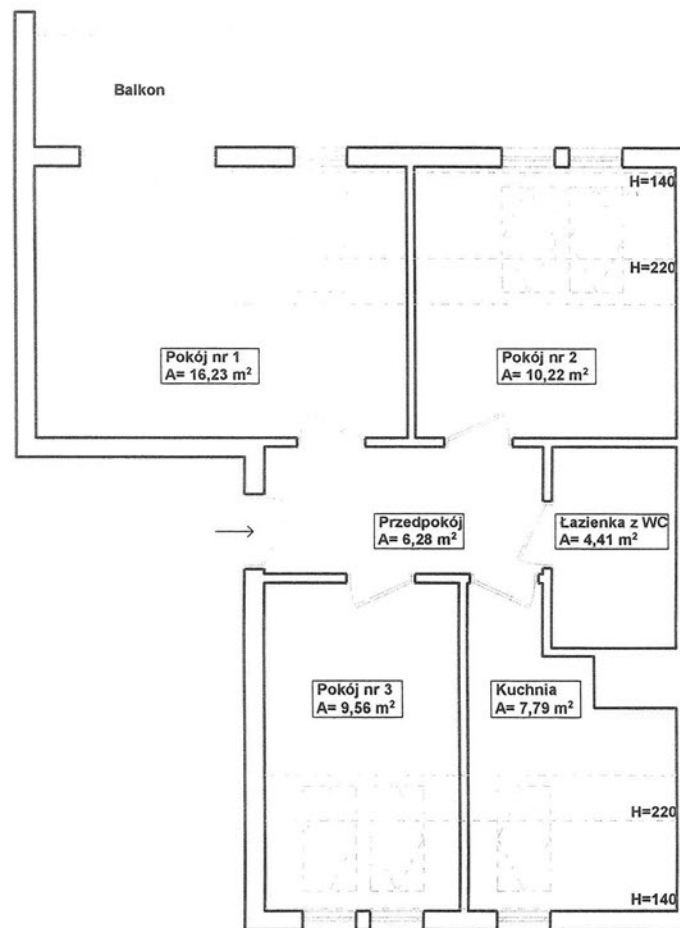 Balkon
H=140
H=220
Pokój nr 1
A= 16,23 m²
Pokój nr 2
A= 10,22 m²
Przedpokój
A= 6,28 m²
Łazienka z WC
A= 4,41 m²
Pokój nr 3
A= 9,56 m²
Kuchnia
A= 7,79 m²
H=220
H=140